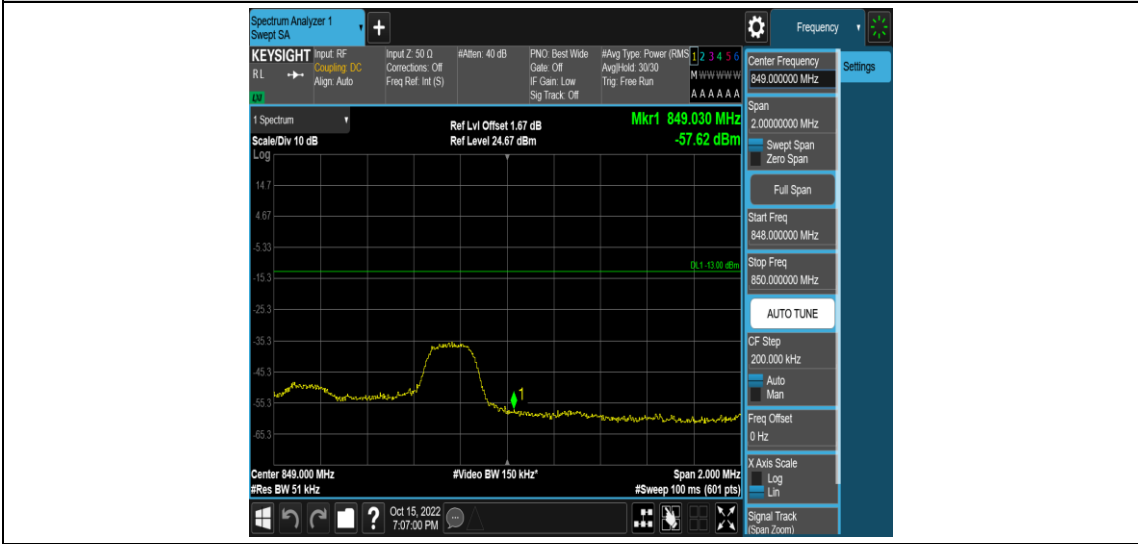 Spectrum Analyzer 1
Swept SA
+
Frequency
KEYSIGHT
RL
Input: RF
Coupling: DC
Align: Auto
Input Z: 50 Ω
Corrections: Off
Freq Ref: Int (S)
#Atten: 40 dB
PNO: Best Wide
Gate: Off
IF Gain: Low
Sig Track: Off
#Avg Type: Power (RMS
Avg|Hold: 30/30
Trig: Free Run
1 2 3 4 5 6
M W W W W W
A A A A A A
1 Spectrum
Scale/Div 10 dB
Log
Ref Lvl Offset 1.67 dB
Ref Level 24.67 dBm
Mkr1 849.030 MHz
-57.62 dBm
14.7
4.67
-5.33
DL1 -13.00 dBm
-15.3
-25.3
-35.3
-45.3
1
-55.3
-65.3
Center 849.000 MHz
#Res BW 51 kHz
#Video BW 150 kHz*
Span 2.000 MHz
#Sweep 100 ms (601 pts)
?
Oct 15, 2022
7:07:00 PM
Center Frequency
849.000000 MHz
Settings
Span
2.00000000 MHz
Swept Span
Zero Span
Full Span
Start Freq
848.000000 MHz
Stop Freq
850.000000 MHz
AUTO TUNE
CF Step
200.000 kHz
Auto
Man
Freq Offset
0 Hz
X Axis Scale
Log
Lin
Signal Track
(Span Zoom)